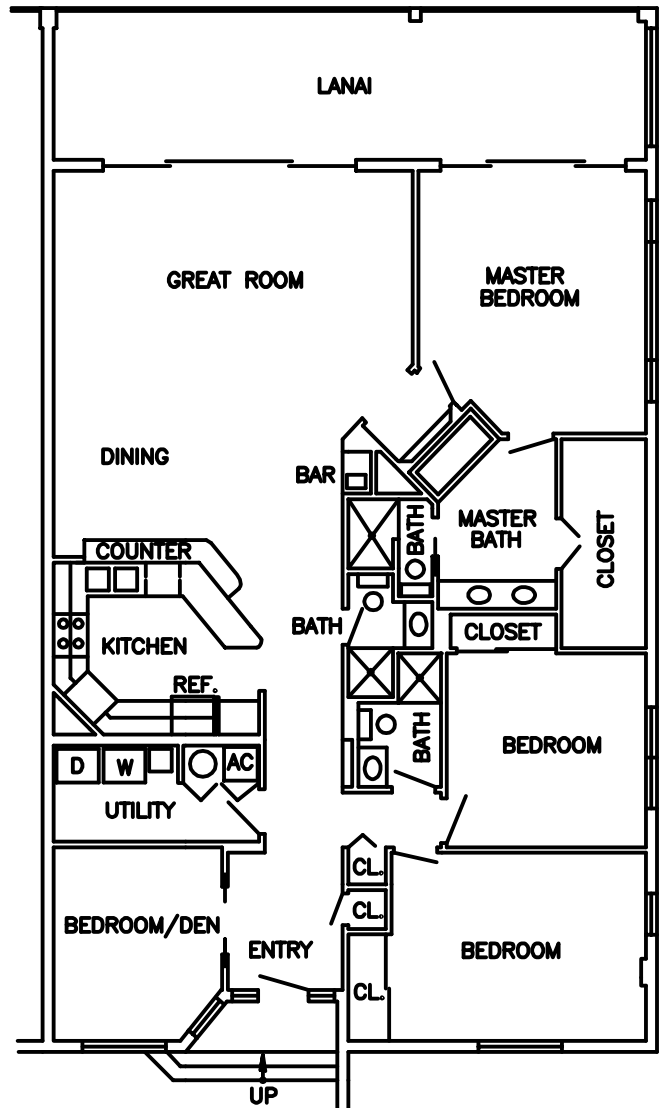 LANAI
GREAT ROOM
MASTER
BEDROOM
DINING
BAR
BATH
MASTER
BATH
CLOSET
COUNTER
KITCHEN
BATH
CLOSET
REF.
BATH
BEDROOM
D
W
AC
UTILITY
CL.
CL.
BEDROOM/DEN
ENTRY
BEDROOM
CL.
UP